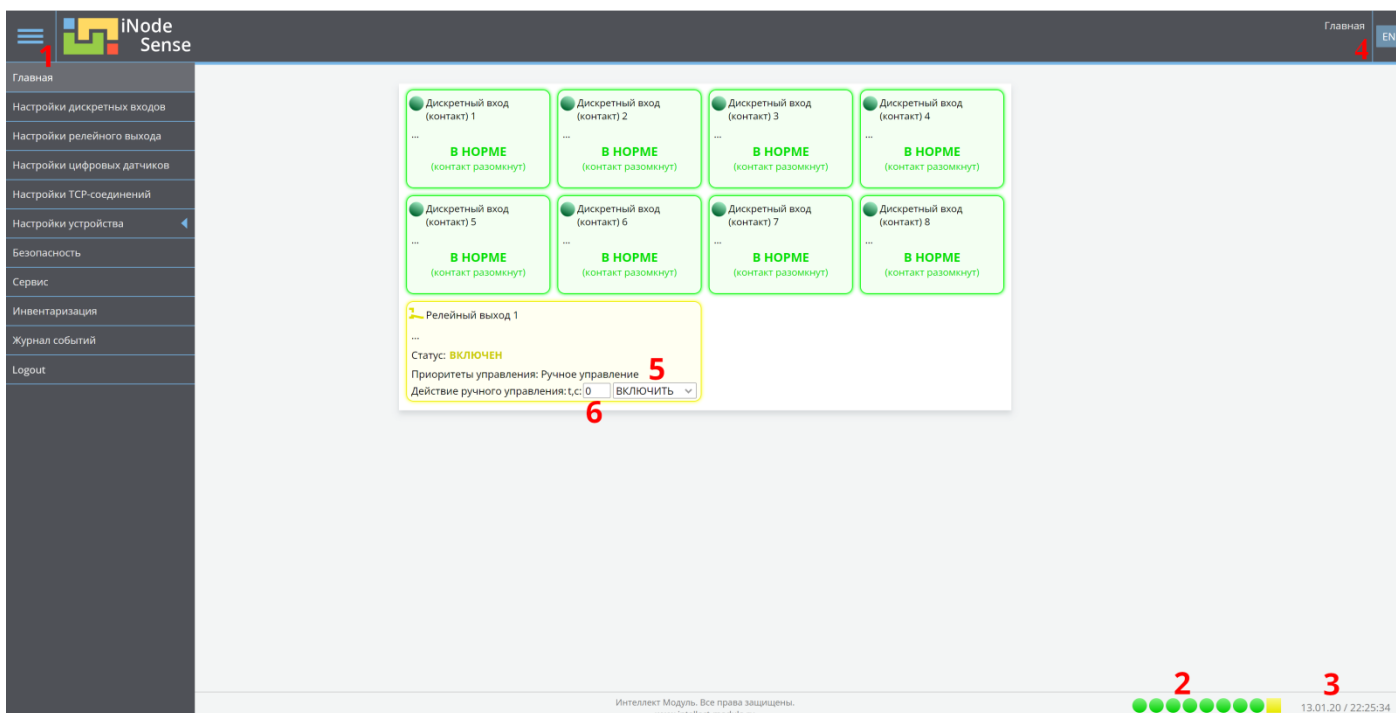 iNode
Sense
1
Главная
4
EN
Главная
Настройки дискретных входов
Настройки релейного выхода
Настройки цифровых датчиков
Настройки TCP-соединений
Настройки устройства
Безопасность
Сервис
Инвентаризация
Журнал событий
Logout
Дискретный вход
(контакт) 1
...
В НОРМЕ
(контакт разомкнут)
Дискретный вход
(контакт) 2
...
В НОРМЕ
(контакт разомкнут)
Дискретный вход
(контакт) 3
...
В НОРМЕ
(контакт разомкнут)
Дискретный вход
(контакт) 4
...
В НОРМЕ
(контакт разомкнут)
Дискретный вход
(контакт) 5
...
В НОРМЕ
(контакт разомкнут)
Дискретный вход
(контакт) 6
...
В НОРМЕ
(контакт разомкнут)
Дискретный вход
(контакт) 7
...
В НОРМЕ
(контакт разомкнут)
Дискретный вход
(контакт) 8
...
В НОРМЕ
(контакт разомкнут)
Релейный выход 1
...
Статус: ВКЛЮЧЕН
Приоритеты управления: Ручное управление 5
Действие ручного управления: t,c: 0 ВКЛЮЧИТЬ
6
Интеллект Модуль. Все права защищены.
2
3
13.01.20 / 22:25:34